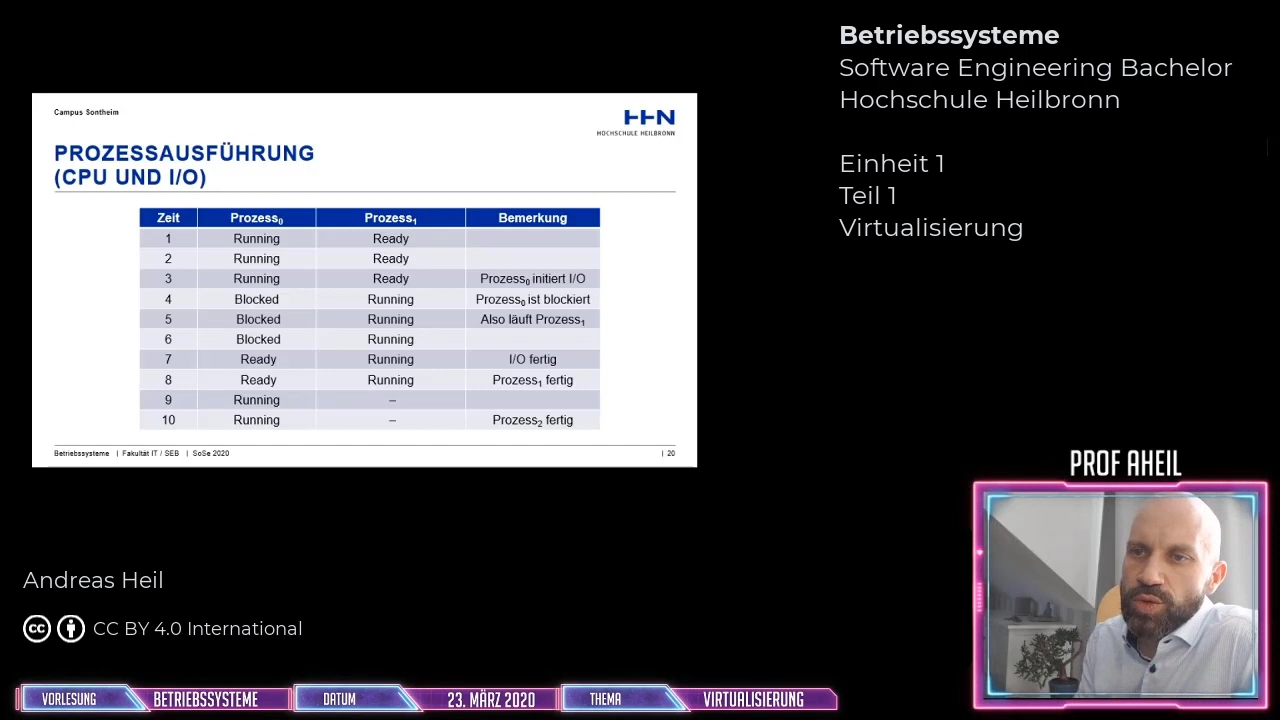 Betriebssysteme
Software Engineering Bachelor
Hochschule Heilbronn
Einheit 1
Teil 1
Virtualisierung
Campus Sontheim
HHN
HOCHSCHULE HEILBRONN
PROZESSAUSFÜHRUNG
(CPU UND I/O)
Zeit Prozess₀ Prozess₁ Bemerkung
1 Running Ready
2 Running Ready
3 Running Ready Prozess₀ initiert I/O
4 Blocked Running Prozess₀ ist blockiert
5 Blocked Running Also läuft Prozess₁
6 Blocked Running
7 Ready Running I/O fertig
8 Ready Running Prozess₁ fertig
9 Running –
10 Running – Prozess₂ fertig
Betriebssysteme | Fakultät IT / SEB | SoSe 2020 | 20
PROF AHEIL
Andreas Heil
cc CC BY 4.0 International
VORLESUNG BETRIEBSSYSTEME DATUM 23. MÄRZ 2020 THEMA VIRTUALISIERUNG